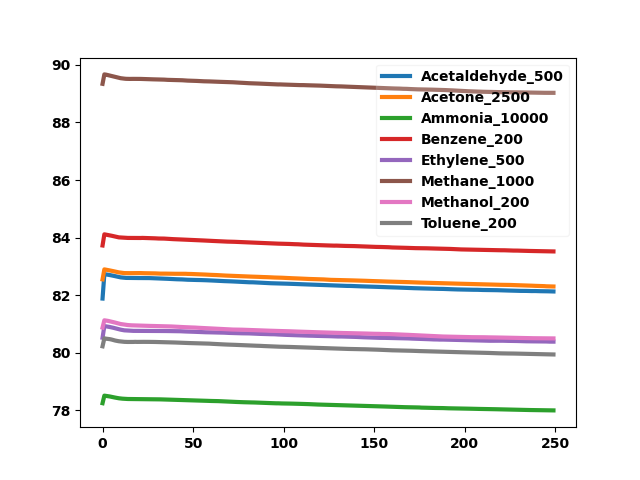 90
88
86
84
82
80
78
0 50 100 150 200 250
Acetaldehyde_500
Acetone_2500
Ammonia_10000
Benzene_200
Ethylene_500
Methane_1000
Methanol_200
Toluene_200